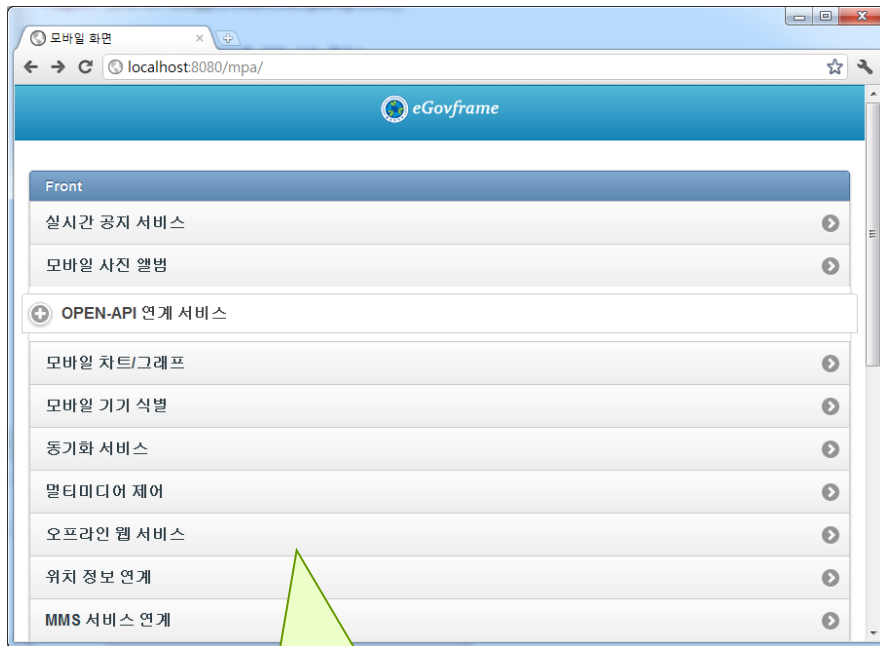 모바일 화면
localhost:8080/mpa/
eGovframe
Front
실시간 공지 서비스
모바일 사진 앨범
OPEN-API 연계 서비스
모바일 차트/그래프
모바일 기기 식별
동기화 서비스
멀티미디어 제어
오프라인 웹 서비스
위치 정보 연계
MMS 서비스 연계